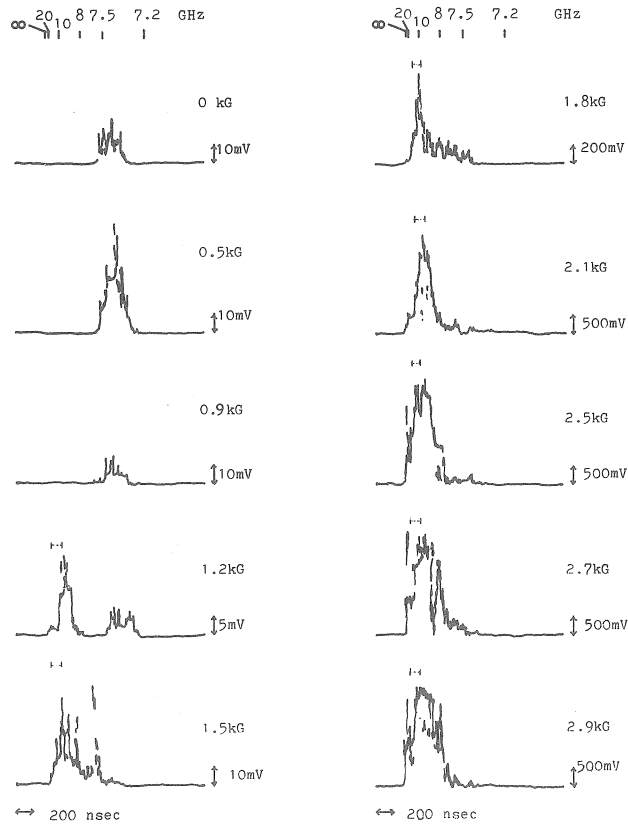 ∞ 20 10 8 7.5 7.2 GHz
0 kG
10mV
0.5kG
10mV
0.9kG
10mV
1.2kG
5mV
1.5kG
10mV
200 nsec
∞ 20 10 8 7.5 7.2 GHz
1.8kG
200mV
2.1kG
500mV
2.5kG
500mV
2.7kG
500mV
2.9kG
500mV
200 nsec